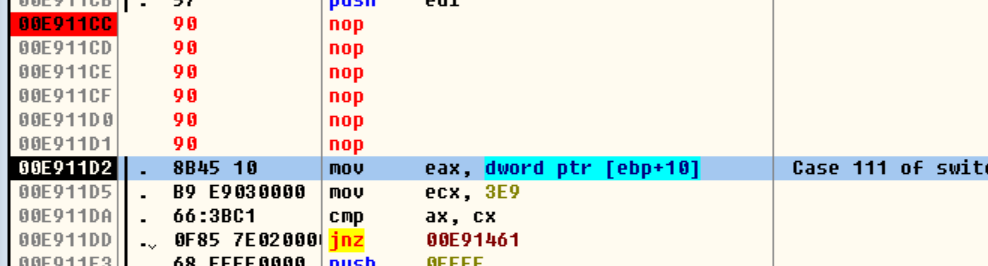 00E911CB . 57 push edi
00E911CC 90 nop
00E911CD 90 nop
00E911CE 90 nop
00E911CF 90 nop
00E911D0 90 nop
00E911D1 90 nop
00E911D2 . 8B45 10 mov eax, dword ptr [ebp+10] Case 111 of switc
00E911D5 . B9 E9030000 mov ecx, 3E9
00E911DA . 66:3BC1 cmp ax, cx
00E911DD .v 0F85 7E02000 jnz 00E91461
00E911E3 . 68 FFFF0000 push 0FFFF